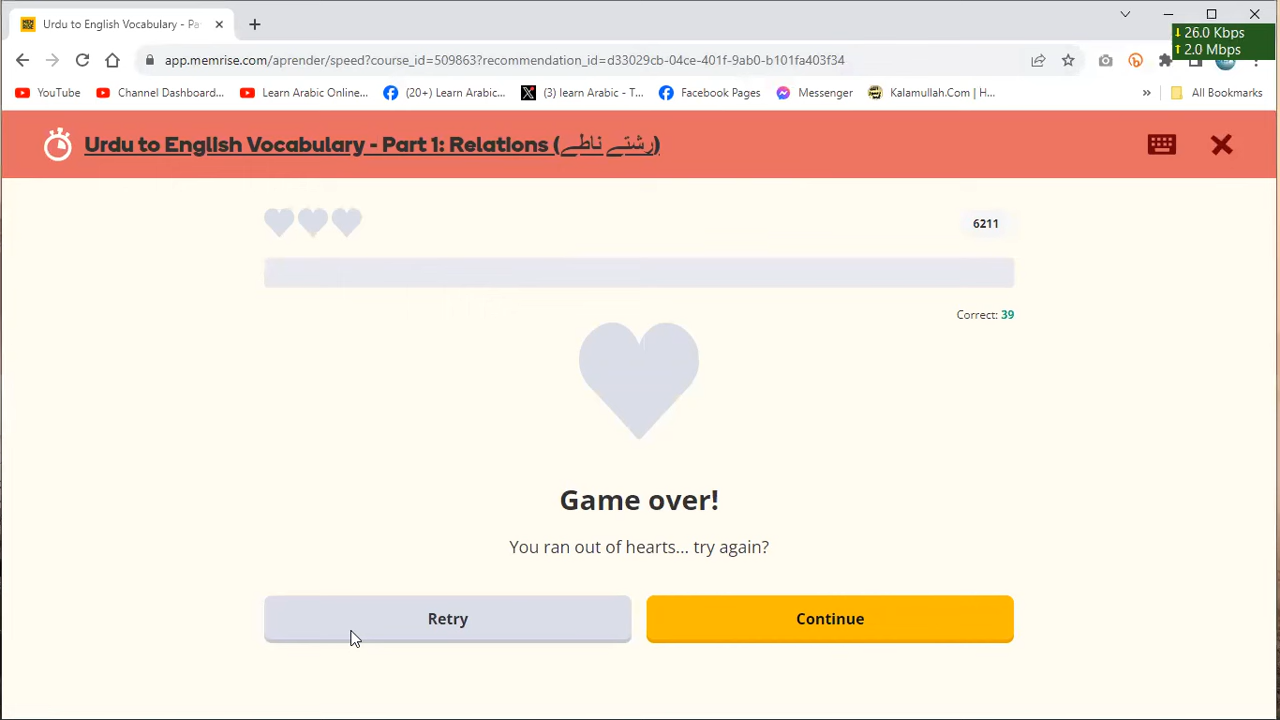 Urdu to English Vocabulary - Pa
26.0 Kbps
2.0 Mbps
app.memrise.com/aprender/speed?course_id=509863?recommendation_id=d33029cb-04ce-401f-9ab0-b101fa403f34
YouTube
Channel Dashboard...
Learn Arabic Online...
(20+) Learn Arabic...
(3) learn Arabic - T...
Facebook Pages
Messenger
Kalamullah.Com | H...
»
All Bookmarks
Urdu to English Vocabulary - Part 1: Relations (رشتے ناطے)
6211
Correct: 39
Game over!
You ran out of hearts... try again?
Retry
Continue